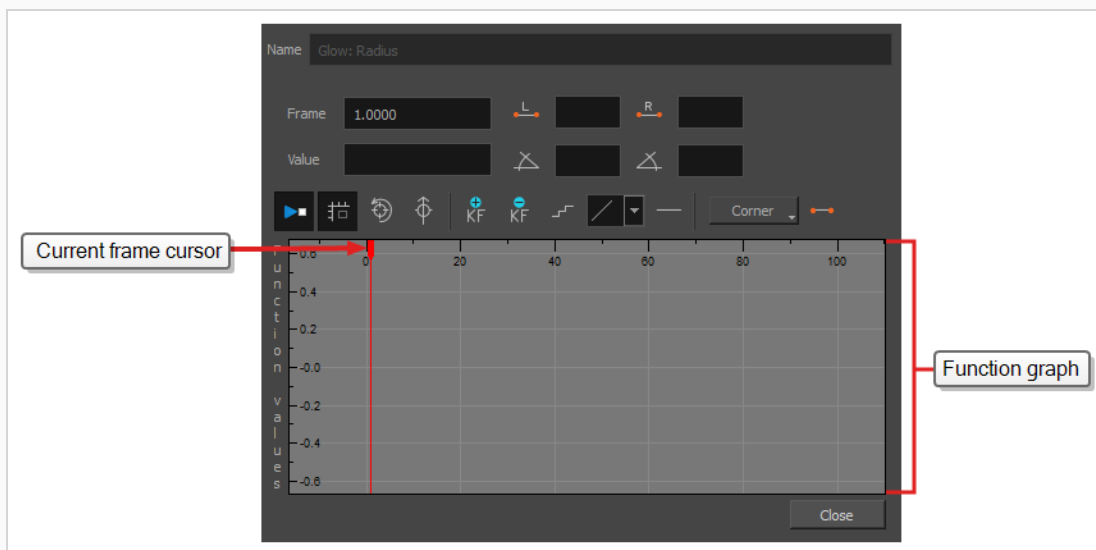 Name Glow: Radius
Frame 1.0000 L R
Value
KF KF Corner
Current frame cursor
Function values
0.6
0 20 40 60 80 100
0.4
0.2
-0.0
-0.2
-0.4
-0.6
Function graph
Close